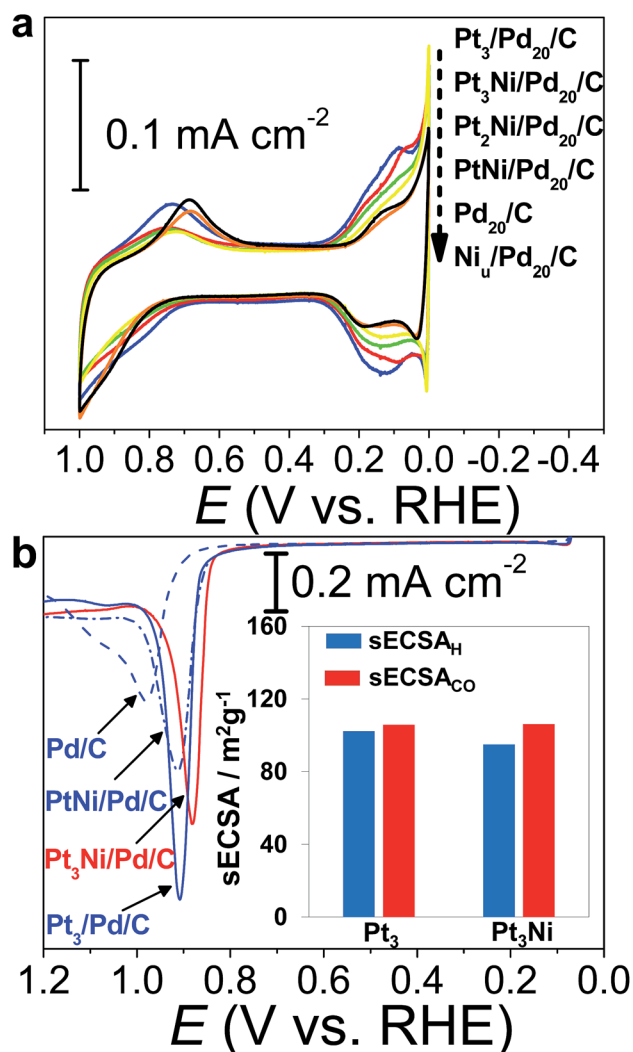 a
0.1 mA cm⁻²
Pt₃/Pd₂₀/C
Pt₃Ni/Pd₂₀/C
Pt₂Ni/Pd₂₀/C
PtNi/Pd₂₀/C
Pd₂₀/C
Niᵤ/Pd₂₀/C
1.0 0.8 0.6 0.4 0.2 0.0 -0.2 -0.4
E (V vs. RHE)
b
0.2 mA cm⁻²
Pd/C
PtNi/Pd/C
Pt₃Ni/Pd/C
Pt₃/Pd/C
sECSA / m²g⁻¹
160
120
80
40
0
sECSA_H
sECSA_CO
Pt₃ Pt₃Ni
1.2 1.0 0.8 0.6 0.4 0.2 0.0
E (V vs. RHE)